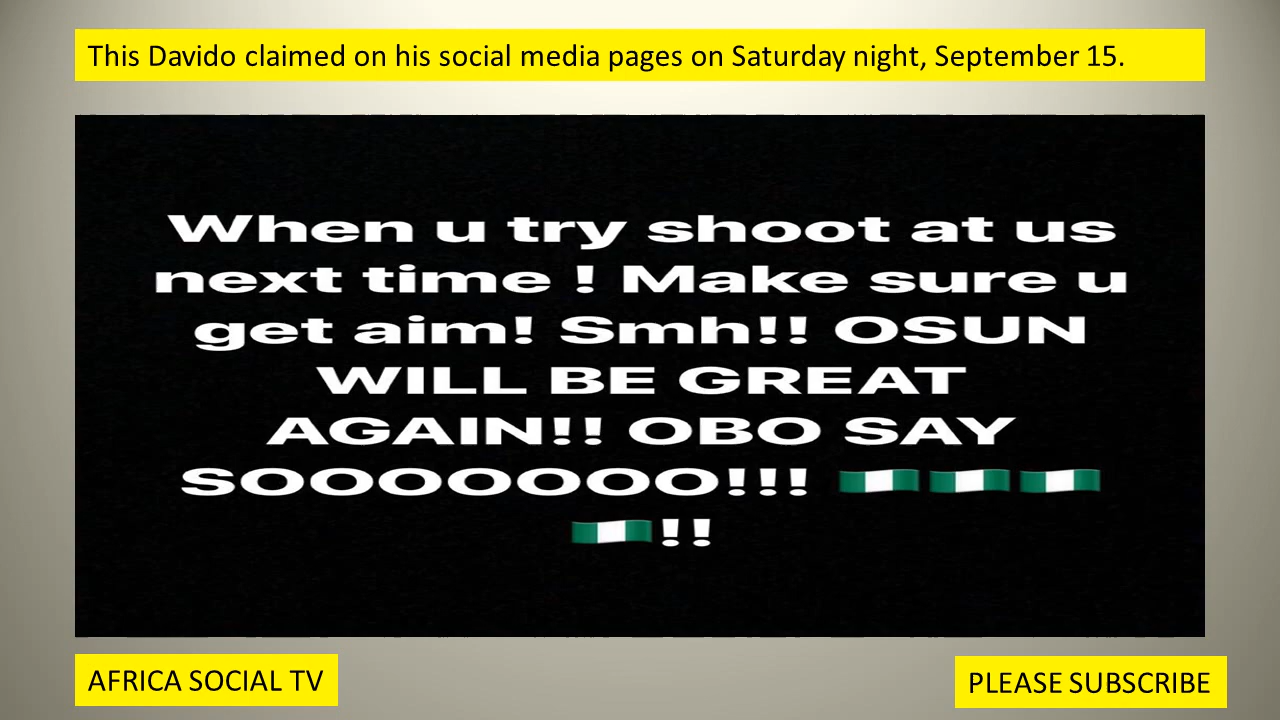 This Davido claimed on his social media pages on Saturday night, September 15.
When u try shoot at us
next time ! Make sure u
get aim! Smh!! OSUN
WILL BE GREAT
AGAIN!! OBO SAY
SOOOOOOOO!!! 🇳🇬🇳🇬🇳🇬
🇳🇬!!
AFRICA SOCIAL TV
PLEASE SUBSCRIBE